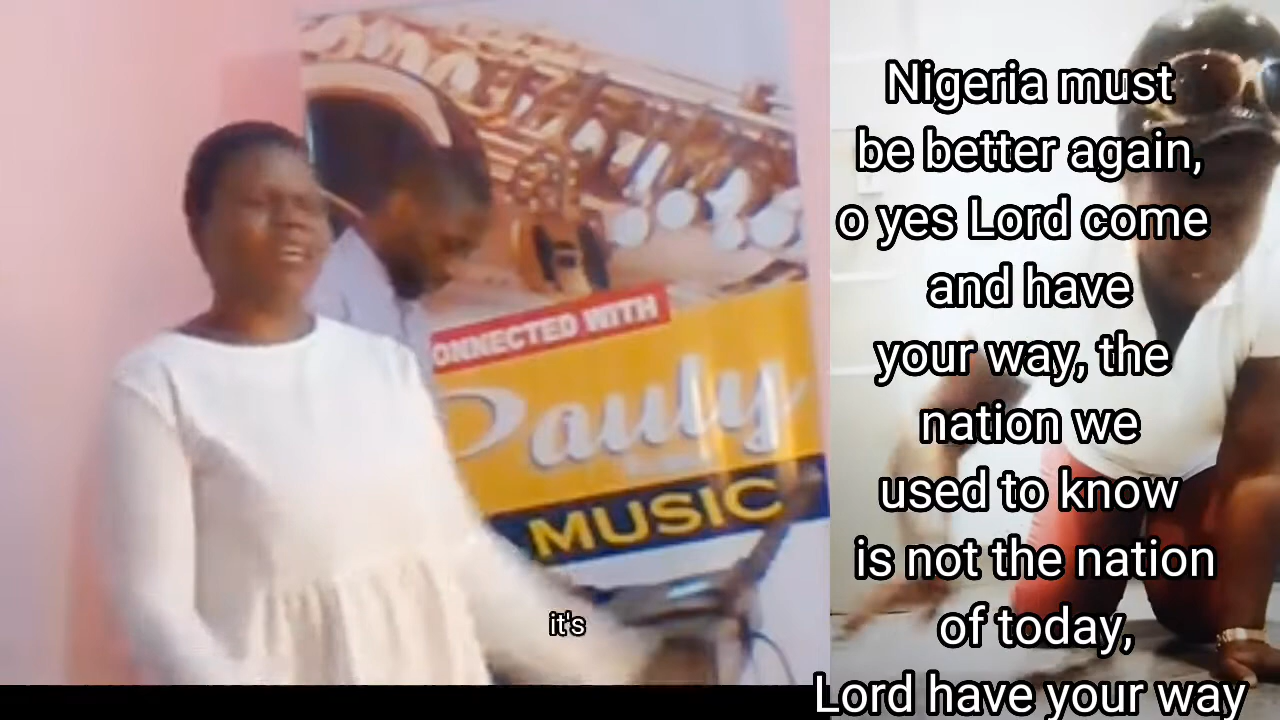 ONNECTED WITH
Pauly
MUSIC
it's
Nigeria must
be better again,
o yes Lord come
and have
your way, the
nation we
used to know
is not the nation
of today,
Lord have your way